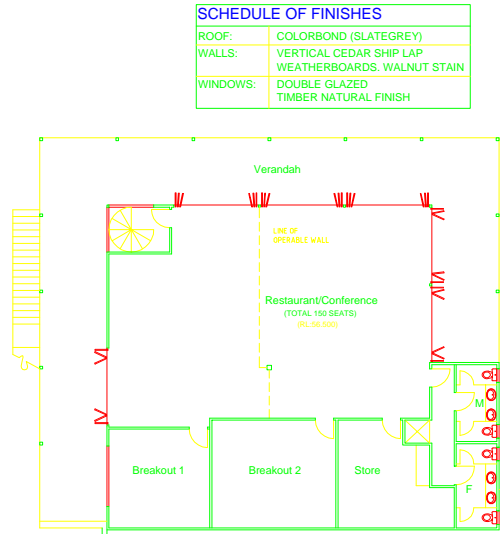 SCHEDULE OF FINISHES
ROOF: COLORBOND (SLATEGREY)
WALLS: VERTICAL CEDAR SHIP LAP
WEATHERBOARDS. WALNUT STAIN
WINDOWS: DOUBLE GLAZED
TIMBER NATURAL FINISH
Verandah
LINE OF
OPERABLE WALL
Restaurant/Conference
(TOTAL 150 SEATS)
M
Breakout 1
Breakout 2
Store
F